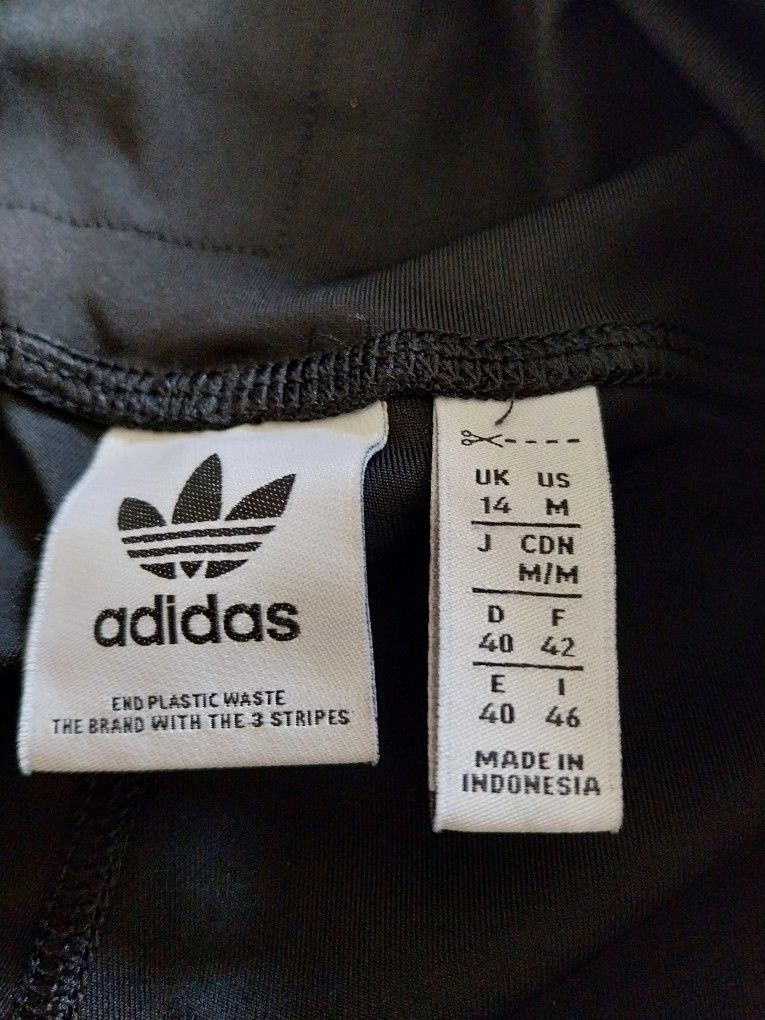 adidas
END PLASTIC WASTE
THE BRAND WITH THE 3 STRIPES
UK US
14 M
J CDN
M/M
D F
40 42
E I
40 46
MADE IN
INDONESIA